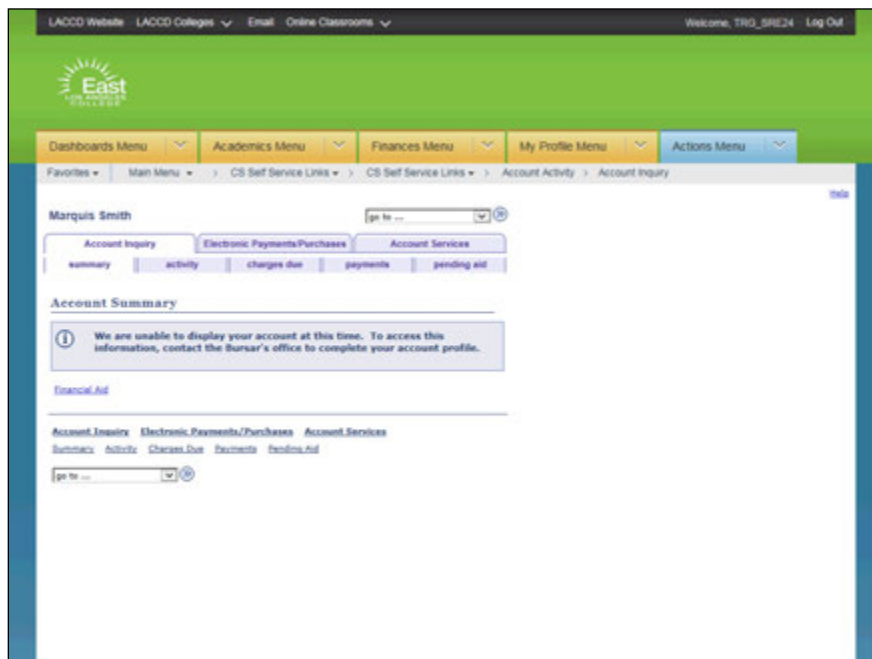 LACCD Website LACCD Colleges Email Online Classrooms Welcome, TRG_SRE24 Log Out
East
LOS ANGELES
COLLEGE
Dashboards Menu Academics Menu Finances Menu My Profile Menu Actions Menu
Favorites Main Menu > CS Self Service Links > CS Self Service Links > Account Activity > Account Inquiry
Help
Marquis Smith go to ...
Account Inquiry Electronic Payments/Purchases Account Services
summary activity charges due payments pending aid
Account Summary
We are unable to display your account at this time. To access this
information, contact the Bursar's office to complete your account profile.
Financial Aid
Account Inquiry Electronic Payments/Purchases Account Services
Summary Activity Charges Due Payments Pending Aid
go to ...